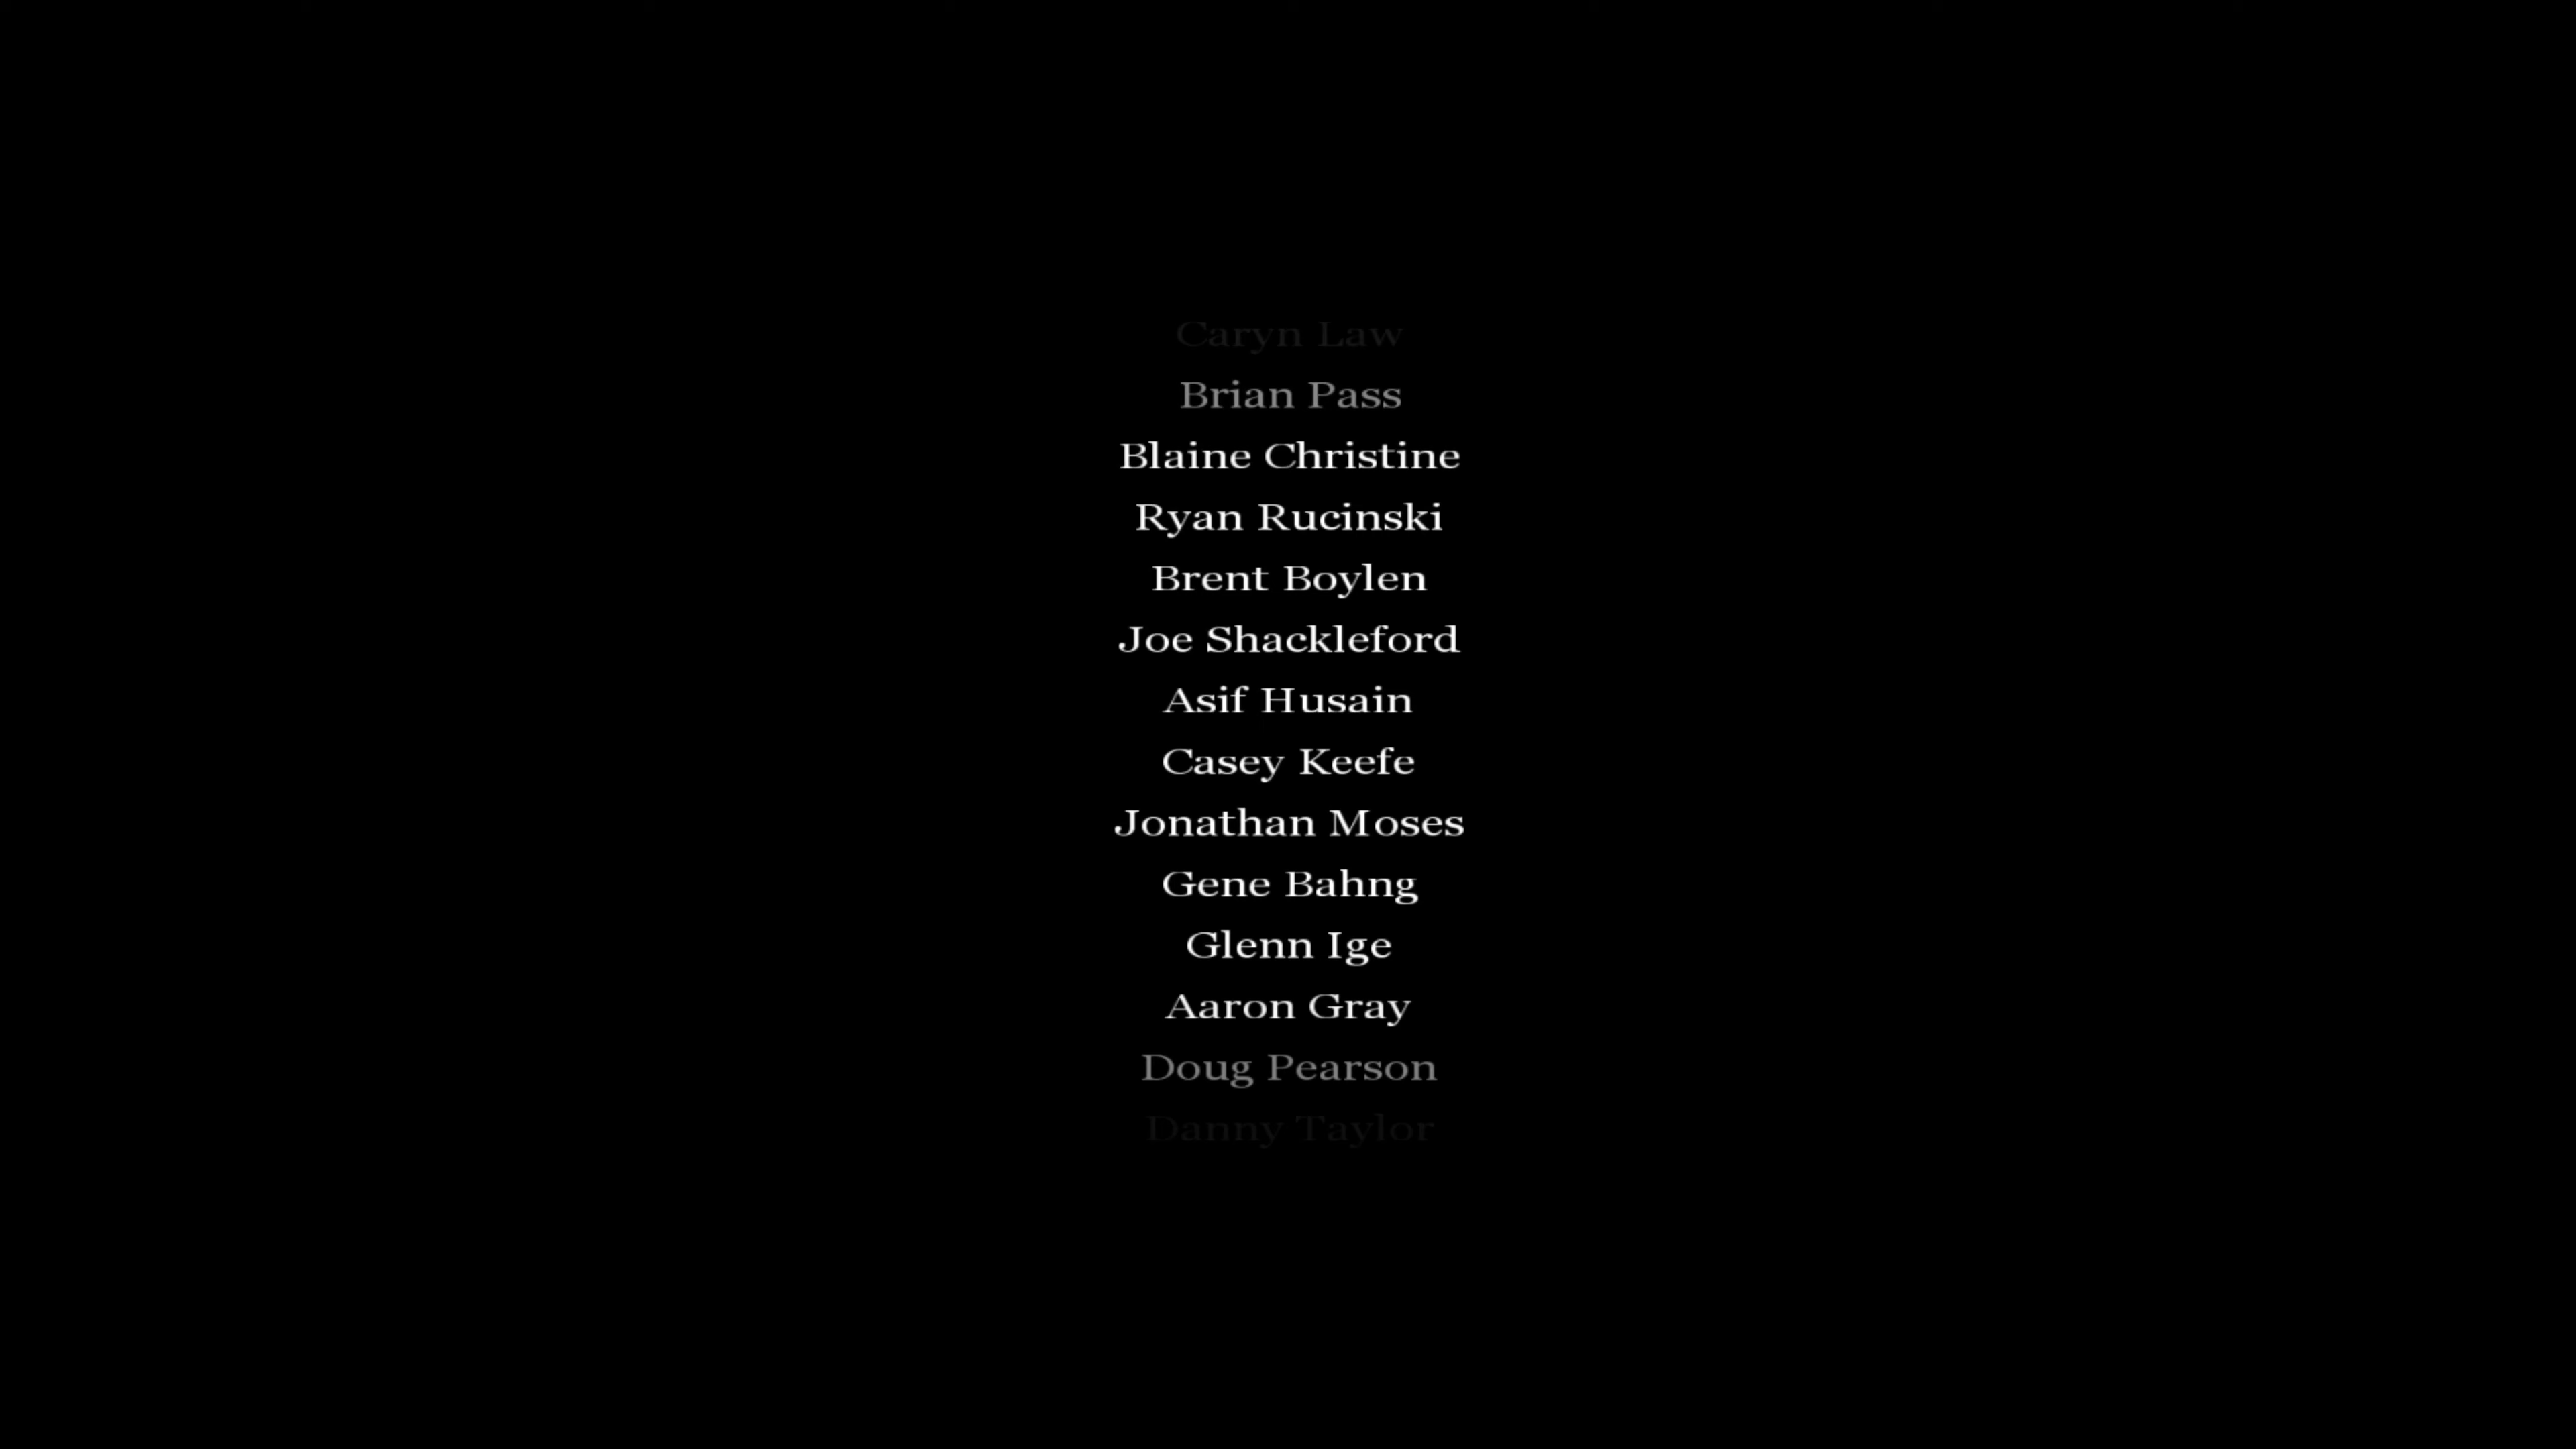 Caryn Law
Brian Pass
Blaine Christine
Ryan Rucinski
Brent Boylen
Joe Shackleford
Asif Husain
Casey Keefe
Jonathan Moses
Gene Bahng
Glenn Ige
Aaron Gray
Doug Pearson
Danny Taylor